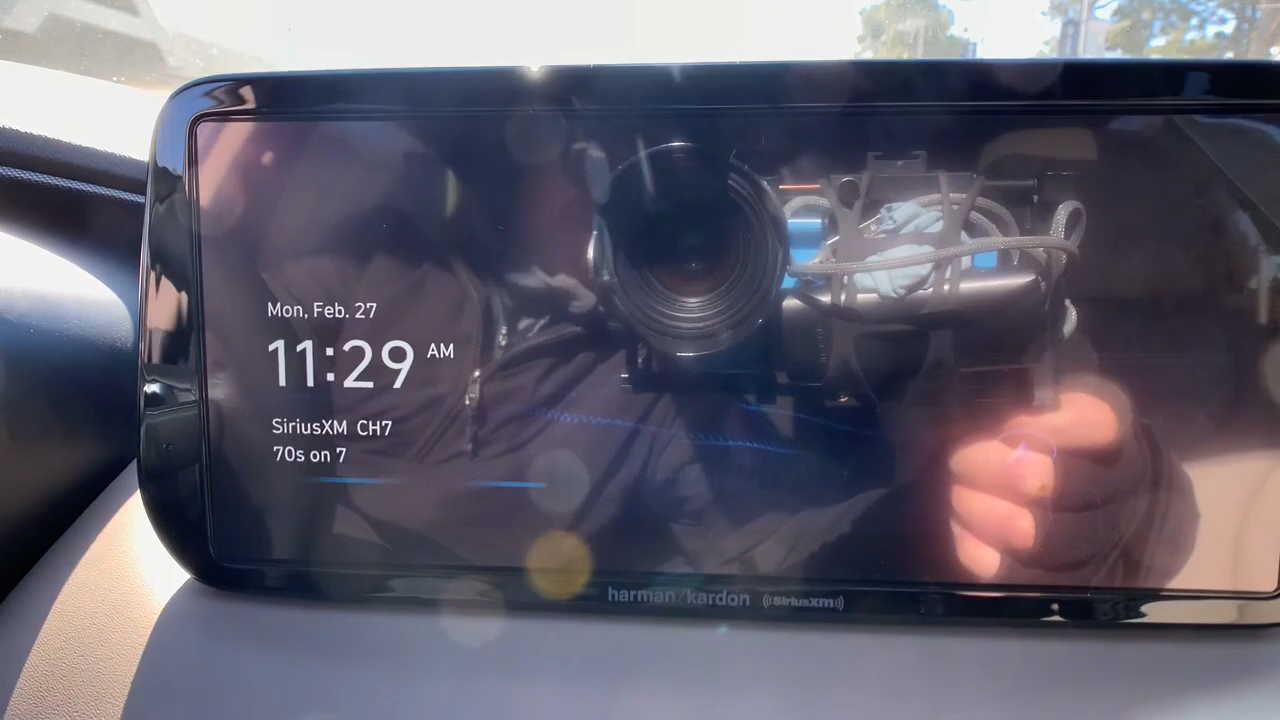 Mon, Feb. 27
11:29 AM
SiriusXM CH7
70s on 7
harman/kardon ((SiriusXM))